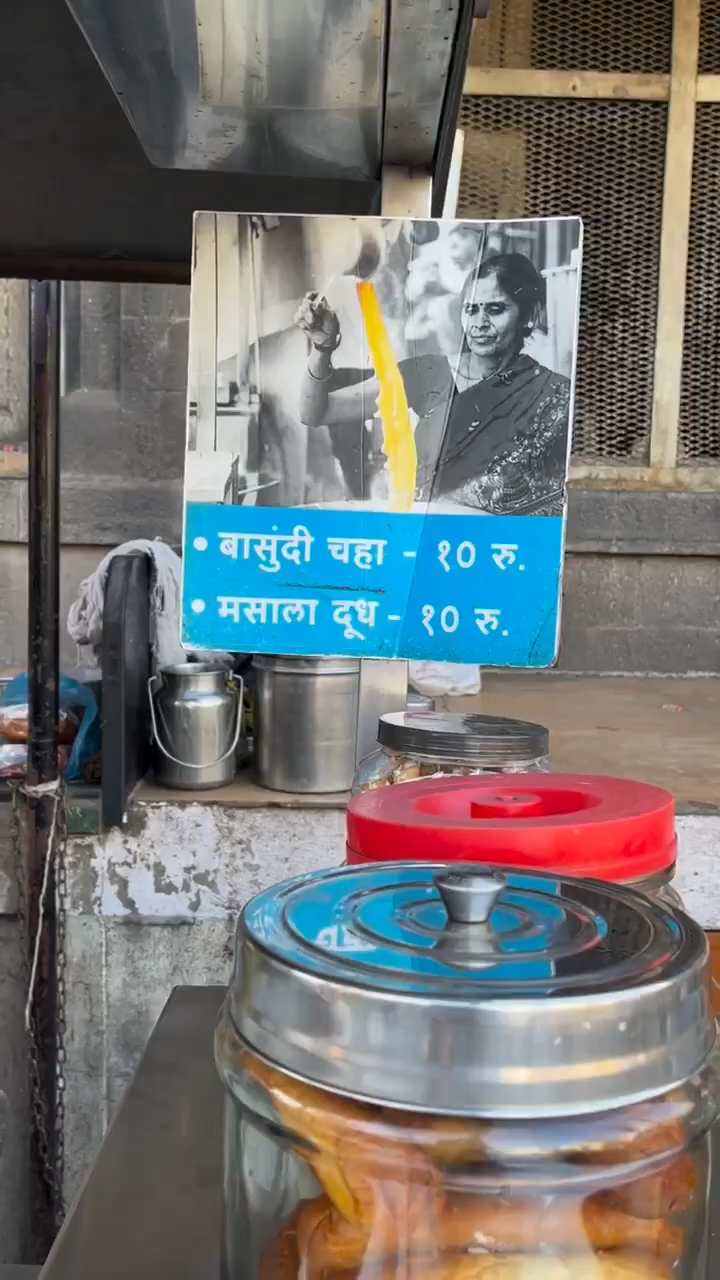 • बासुंदी चहा - १० रु.
• मसाला दूध - १० रु.